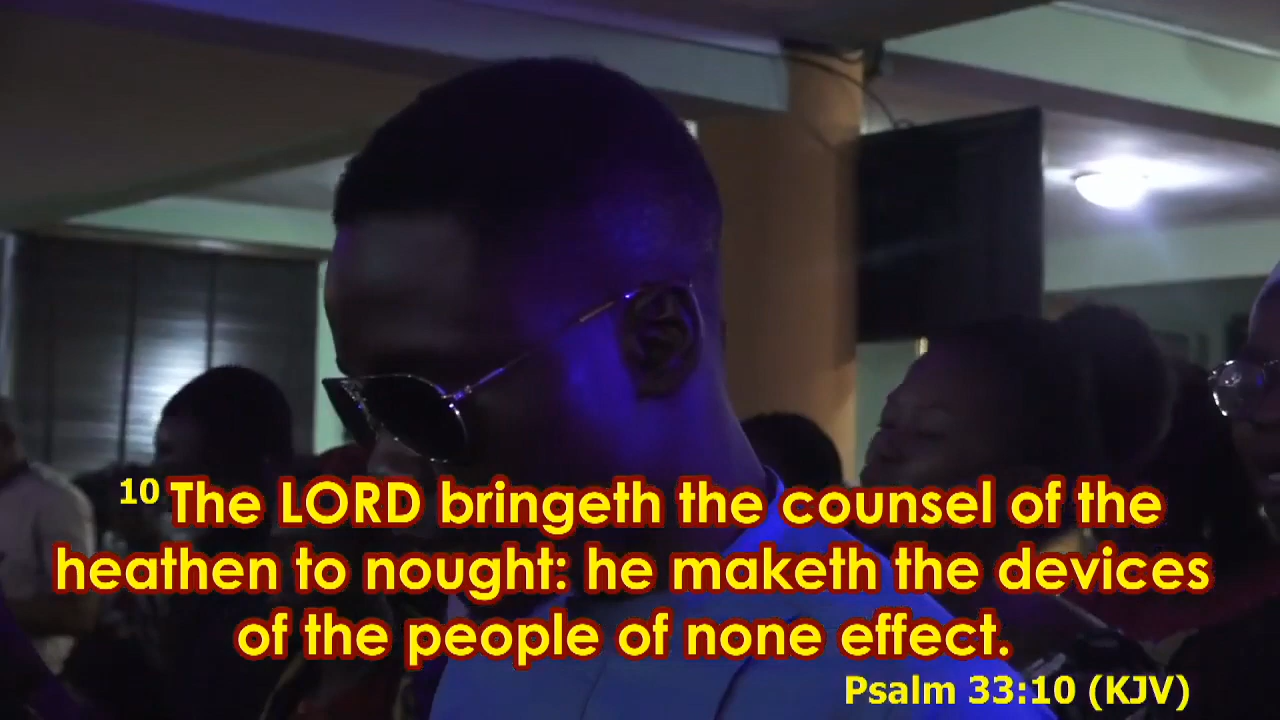 10 The LORD bringeth the counsel of the
heathen to nought: he maketh the devices
of the people of none effect.
Psalm 33:10 (KJV)